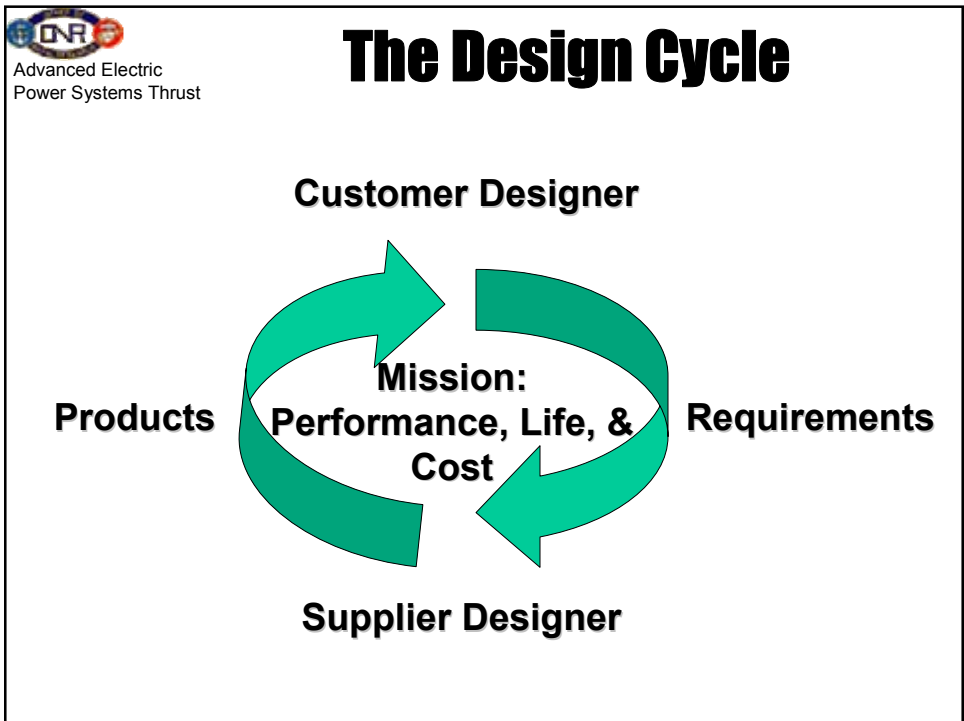 ONR
Advanced Electric
Power Systems Thrust
The Design Cycle
Customer Designer
Mission:
Performance, Life, &
Cost
Products
Requirements
Supplier Designer